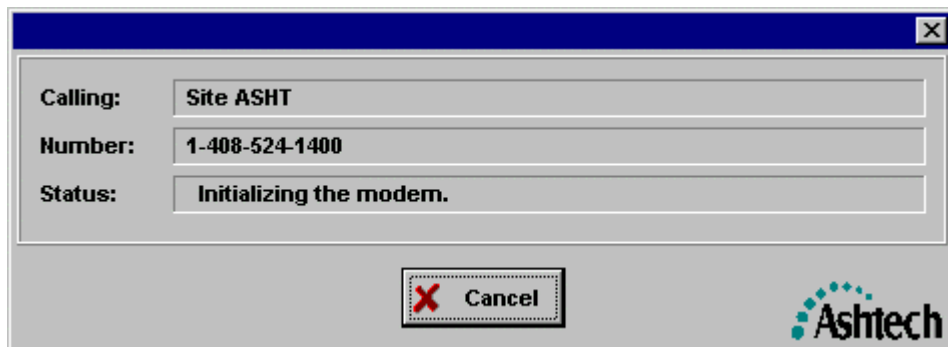 Calling: Site ASHT
Number: 1-408-524-1400
Status: Initializing the modem.
Cancel
Ashtech